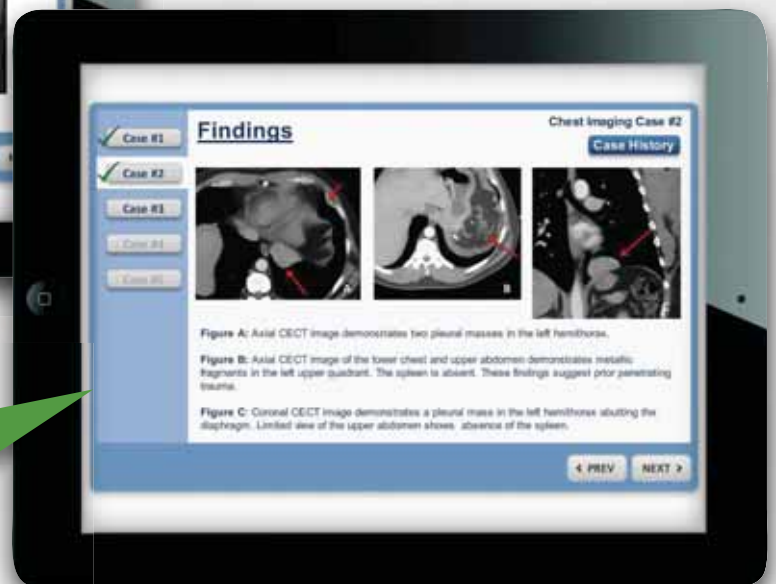 Case #1
Case #2
Case #3
Case #4
Case #5
Findings
Chest Imaging Case #2
Case History
A
B
Figure A: Axial CECT image demonstrates two pleural masses in the left hemithorax.
Figure B: Axial CECT image of the lower chest and upper abdomen demonstrates metallic
fragments in the left upper quadrant. The spleen is absent. These findings suggest prior penetrating
trauma.
Figure C: Coronal CECT image demonstrates a pleural mass in the left hemithorax abutting the
diaphragm. Limited view of the upper abdomen shows absence of the spleen.
PREV
NEXT